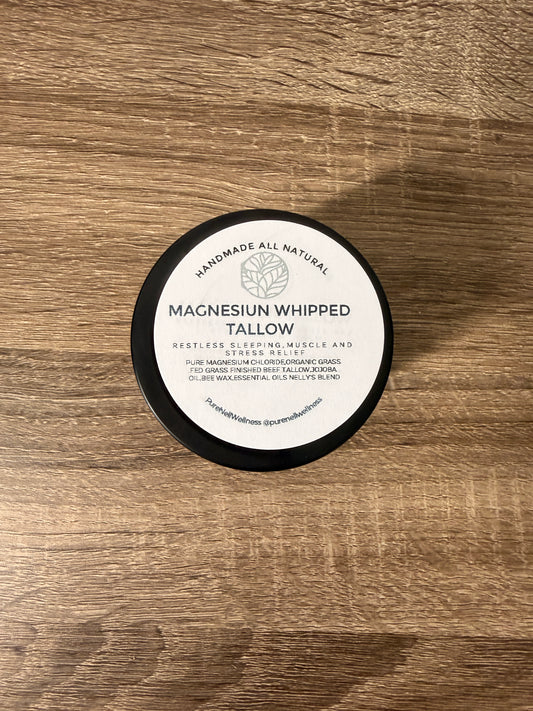 HANDMADE ALL NATURAL
MAGNESIUN WHIPPED
TALLOW
RESTLESS SLEEPING,MUSCLE AND
STRESS RELIEF
PURE MAGNESIUM CHLORIDE,ORGANIC GRASS
.FED GRASS FINISHED BEEF TALLOW,JOJOBA
OIL,BEE WAX,ESSENTIAL OILS NELLY'S BLEND
PureNellWellness @purenellwellness